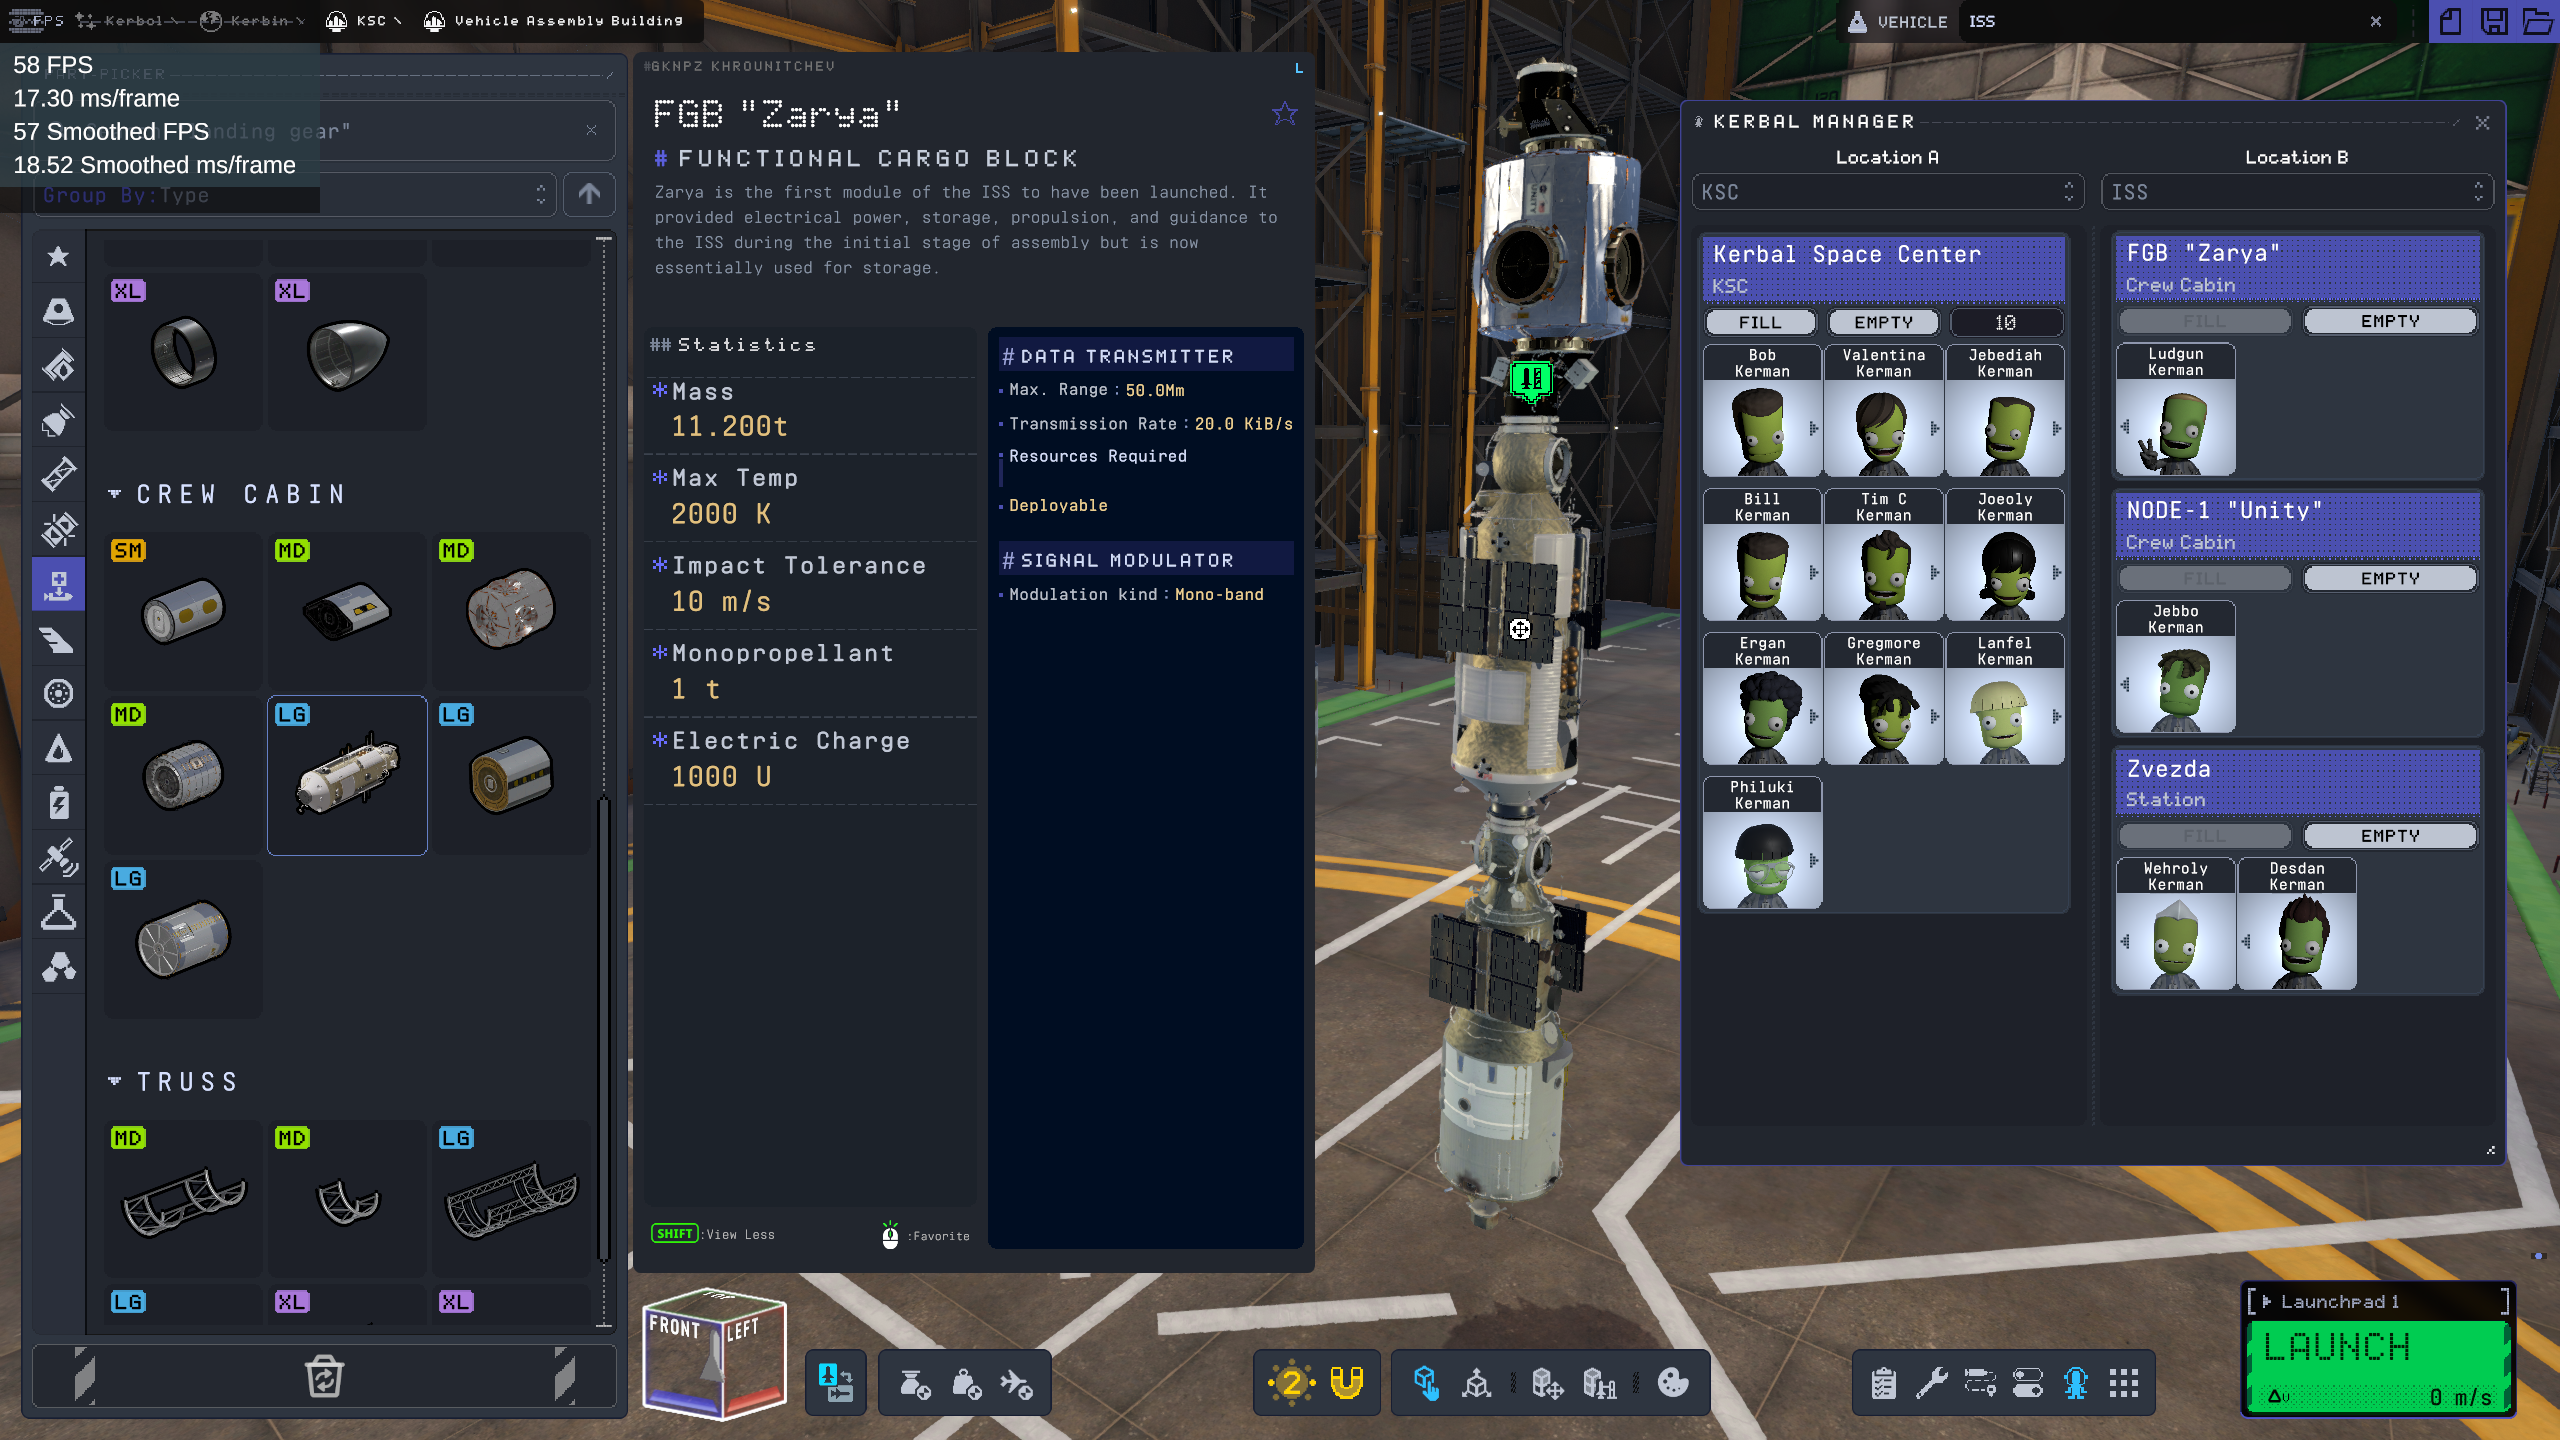 Kerbol
Kerbin
KSC
Vehicle Assembly Building
VEHICLE
ISS
58 FPS
17.30 ms/frame
57 Smoothed FPS
18.52 Smoothed ms/frame
Group By:Type
XL
XL
CREW CABIN
SM
MD
MD
MD
LG
LG
LG
TRUSS
MD
MD
LG
LG
XL
XL
#GKNPZ KHROUNITCHEV
L
FGB "Zarya"
# FUNCTIONAL CARGO BLOCK
Zarya is the first module of the ISS to have been launched. It
provided electrical power, storage, propulsion, and guidance to
the ISS during the initial stage of assembly but is now
essentially used for storage.
## Statistics
Mass
11.200t
Max Temp
2000 K
Impact Tolerance
10 m/s
Monopropellant
1 t
Electric Charge
1000 U
# DATA TRANSMITTER
Max. Range : 50.0Mm
Transmission Rate : 20.0 KiB/s
Resources Required
Deployable
# SIGNAL MODULATOR
Modulation kind : Mono-band
SHIFT :View Less
:Favorite
KERBAL MANAGER
Location A
Location B
KSC
ISS
Kerbal Space Center
KSC
FILL
EMPTY
10
Bob Kerman
Valentina Kerman
Jebediah Kerman
Bill Kerman
Tim C Kerman
Joeoly Kerman
Ergan Kerman
Gregmore Kerman
Lanfel Kerman
Philuki Kerman
FGB "Zarya"
Crew Cabin
FILL
EMPTY
Ludgun Kerman
NODE-1 "Unity"
Crew Cabin
FILL
EMPTY
Jebbo Kerman
Zvezda
Station
FILL
EMPTY
Wehroly Kerman
Desdan Kerman
TOP
FRONT
LEFT
2
Launchpad 1
LAUNCH
Δv
0 m/s